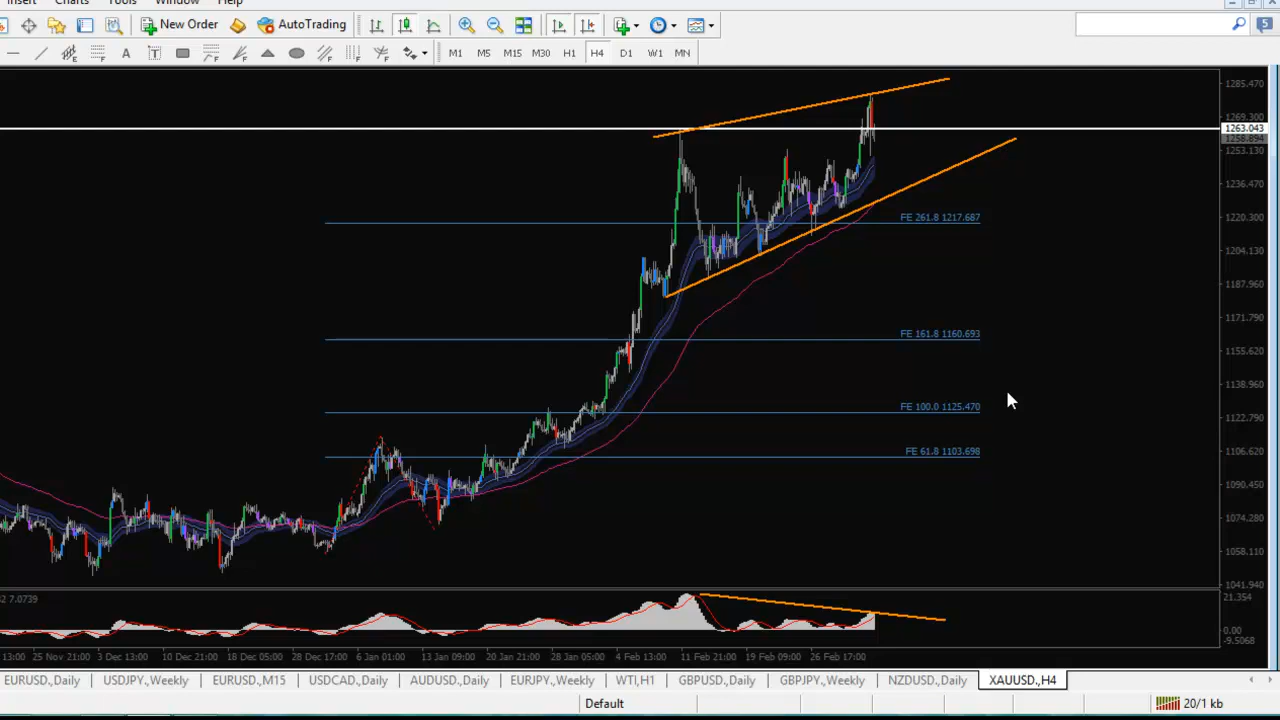 Insert Charts Tools Window Help
New Order AutoTrading 5
A T M1 M5 M15 M30 H1 H4 D1 W1 MN
1285.470
1269.300
1263.043
1253.130
1236.470
FE 261.8 1217.687 1220.300
1204.130
1187.960
1171.790
FE 161.8 1160.693
1155.620
1138.960
FE 100.0 1125.470
1122.790
1106.620
FE 61.8 1103.698
1090.450
1074.280
1058.110
1041.940
7.0739 21.354
0.00
-9.5068
13:00 25 Nov 21:00 3 Dec 13:00 10 Dec 21:00 18 Dec 05:00 28 Dec 17:00 6 Jan 01:00 13 Jan 09:00 20 Jan 21:00 28 Jan 05:00 4 Feb 13:00 11 Feb 21:00 19 Feb 09:00 26 Feb 17:00
EURUSD.,Daily USDJPY.,Weekly EURUSD.,M15 USDCAD.,Daily AUDUSD.,Daily EURJPY.,Weekly WTI,H1 GBPUSD.,Daily GBPJPY.,Weekly NZDUSD.,Daily XAUUSD.,H4
Default 20/1 kb